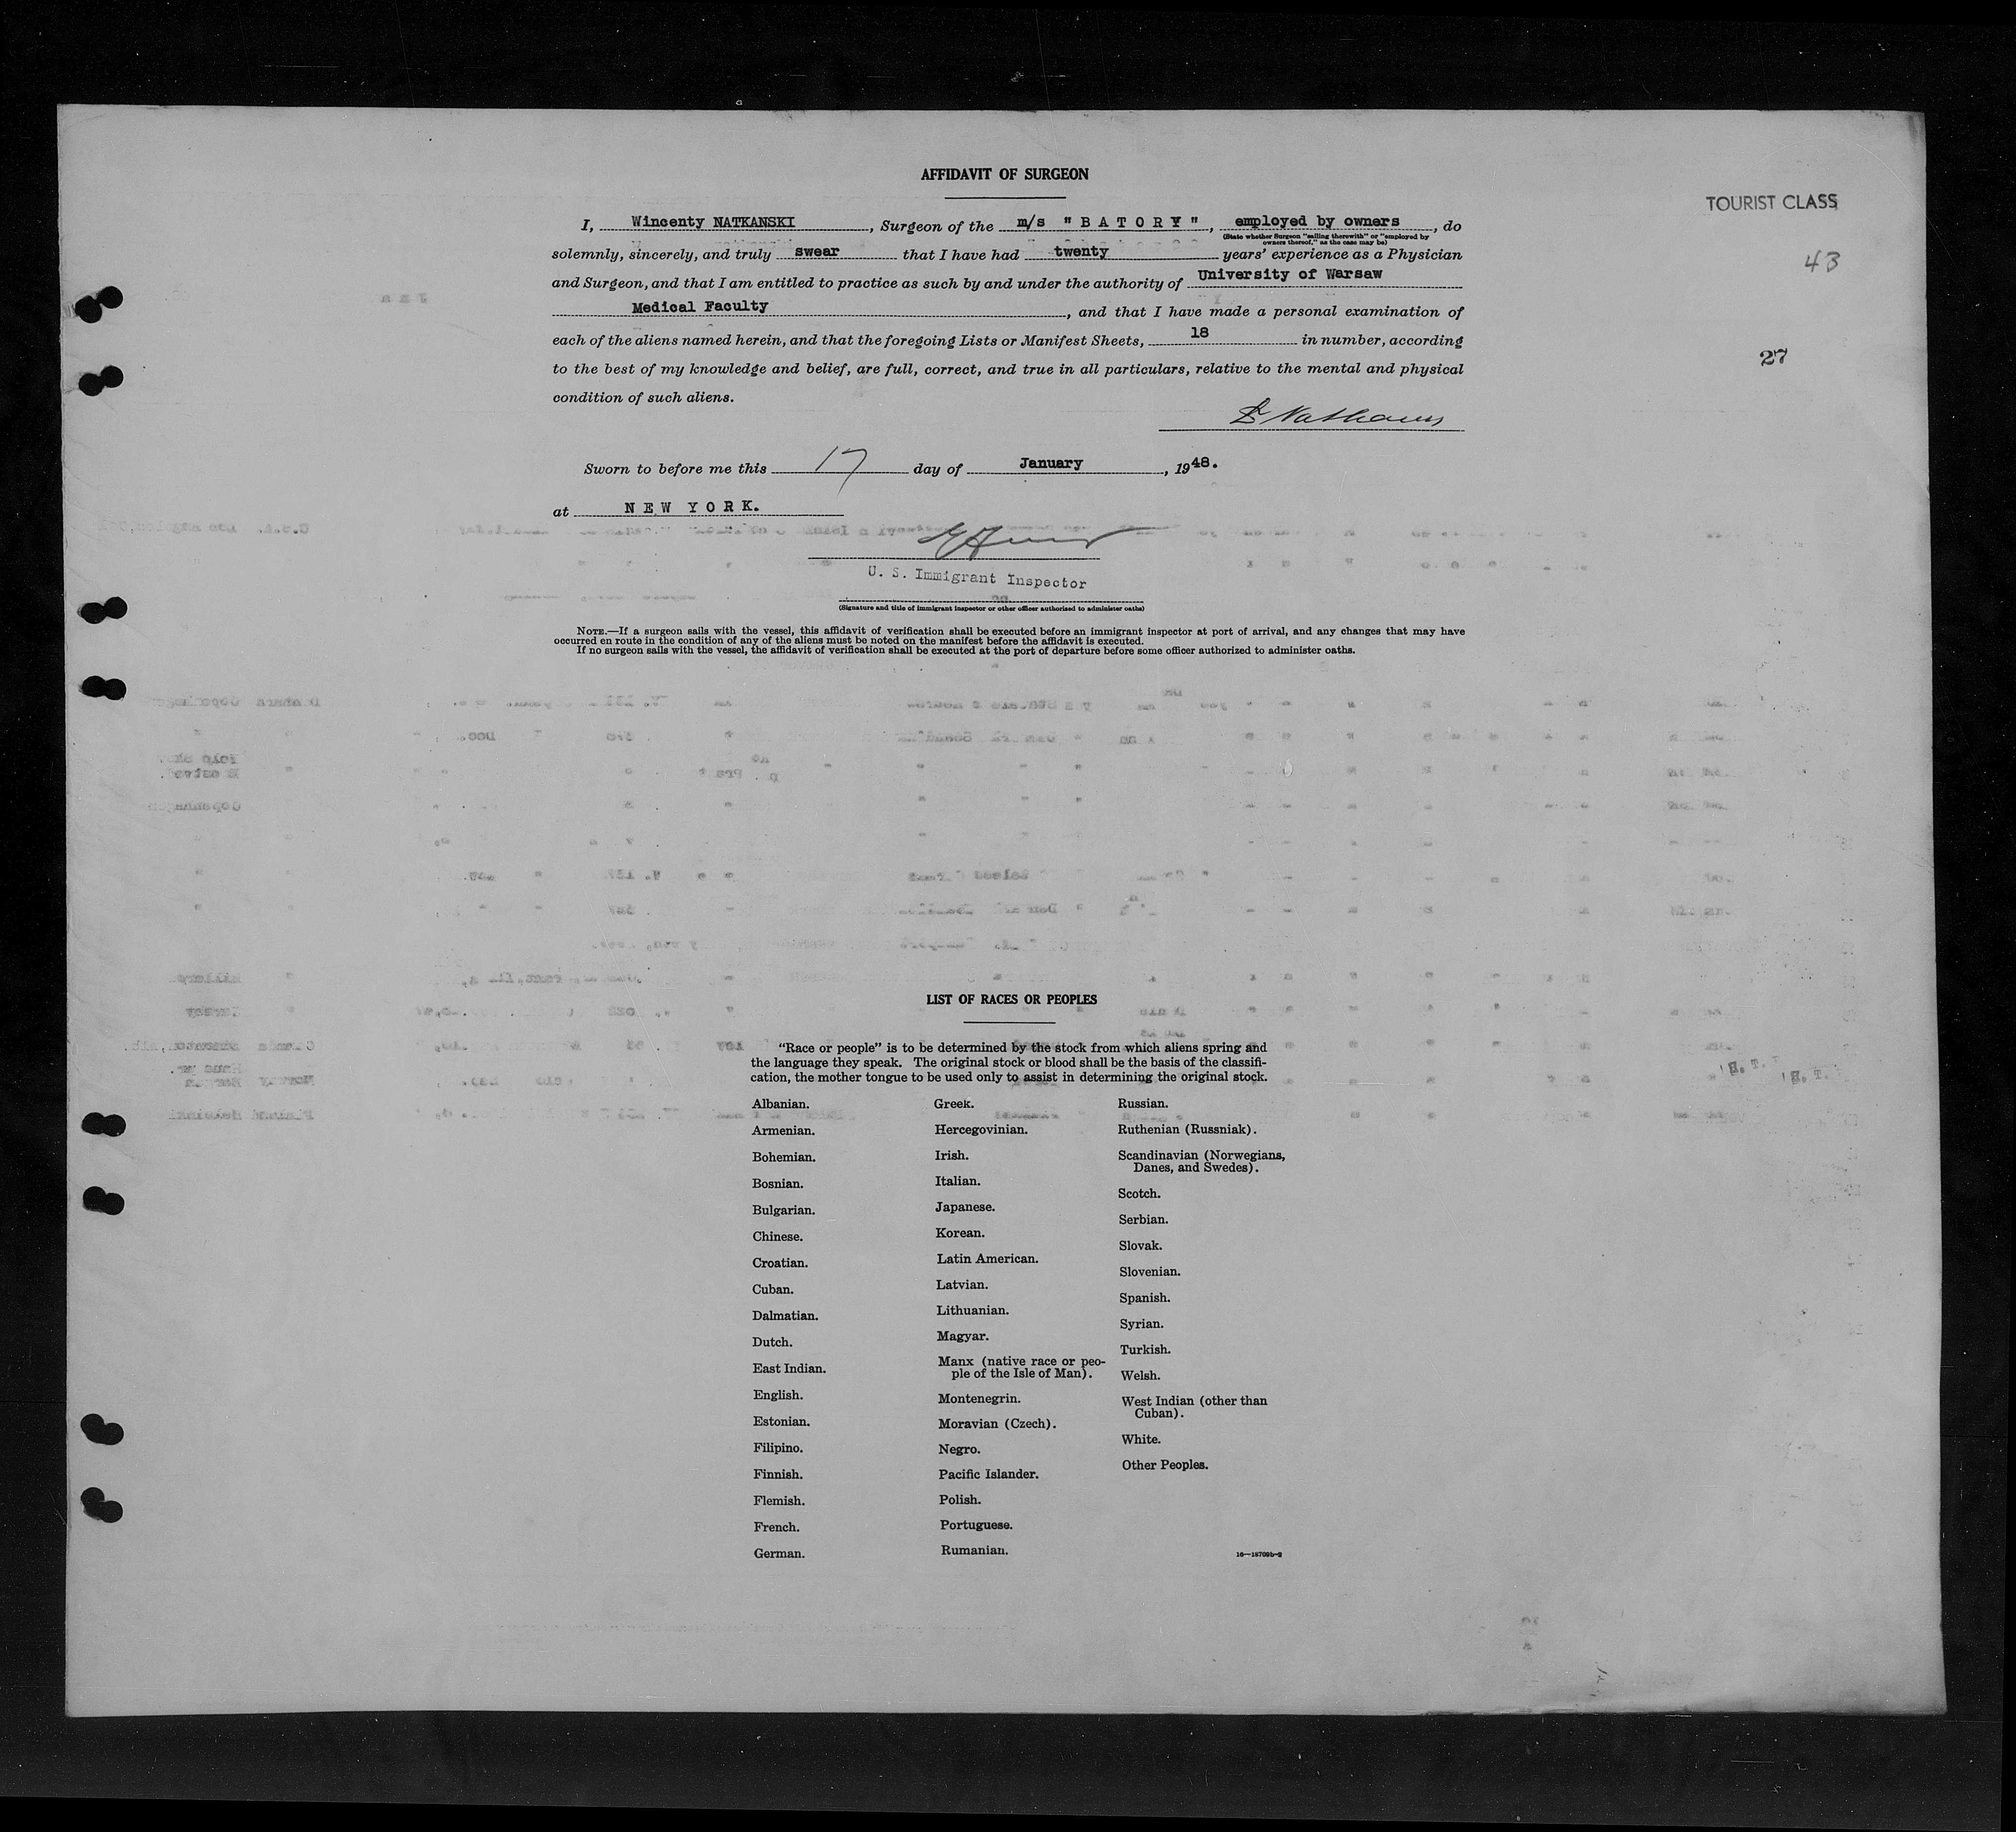 AFFIDAVIT OF SURGEON
TOURIST CLASS
43
27
I, Wincenty NATKANSKI, Surgeon of the m/s "BATORY", employed by owners, do
(State whether Surgeon "sailing therewith" or "employed by
owners thereof," as the case may be)
solemnly, sincerely, and truly swear that I have had twenty years' experience as a Physician
and Surgeon, and that I am entitled to practice as such by and under the authority of University of Warsaw
Medical Faculty, and that I have made a personal examination of
each of the aliens named herein, and that the foregoing Lists or Manifest Sheets, 18 in number, according
to the best of my knowledge and belief, are full, correct, and true in all particulars, relative to the mental and physical
condition of such aliens.
Sworn to before me this 17 day of January, 1948.
at NEW YORK.
U. S. Immigrant Inspector
(Signature and title of immigrant inspector or other officer authorized to administer oaths)
NOTE.—If a surgeon sails with the vessel, this affidavit of verification shall be executed before an immigrant inspector at port of arrival, and any changes that may have
occurred en route in the condition of any of the aliens must be noted on the manifest before the affidavit is executed.
If no surgeon sails with the vessel, the affidavit of verification shall be executed at the port of departure before some officer authorized to administer oaths.
LIST OF RACES OR PEOPLES
"Race or people" is to be determined by the stock from which aliens spring and
the language they speak. The original stock or blood shall be the basis of the classifi-
cation, the mother tongue to be used only to assist in determining the original stock.
Albanian.
Armenian.
Bohemian.
Bosnian.
Bulgarian.
Chinese.
Croatian.
Cuban.
Dalmatian.
Dutch.
East Indian.
English.
Estonian.
Filipino.
Finnish.
Flemish.
French.
German.
Greek.
Hercegovinian.
Irish.
Italian.
Japanese.
Korean.
Latin American.
Latvian.
Lithuanian.
Magyar.
Manx (native race or peo-
ple of the Isle of Man).
Montenegrin.
Moravian (Czech).
Negro.
Pacific Islander.
Polish.
Portuguese.
Rumanian.
Russian.
Ruthenian (Russniak).
Scandinavian (Norwegians,
Danes, and Swedes).
Scotch.
Serbian.
Slovak.
Slovenian.
Spanish.
Syrian.
Turkish.
Welsh.
West Indian (other than
Cuban).
White.
Other Peoples.